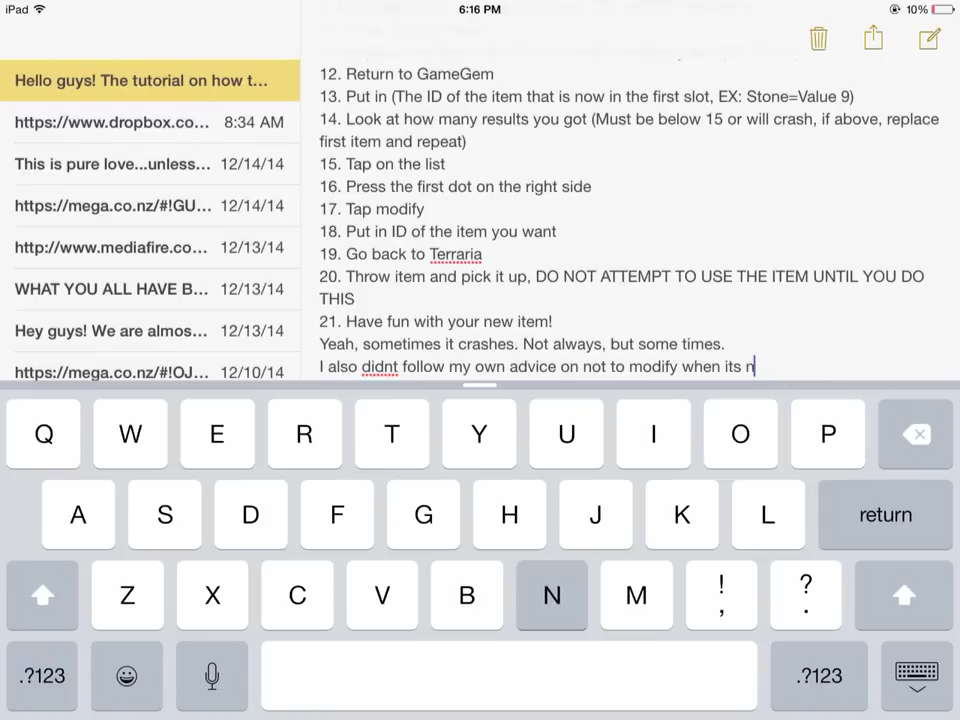 iPad
6:16 PM
10%
Hello guys! The tutorial on how t...
https://www.dropbox.co... 8:34 AM
This is pure love...unless... 12/14/14
https://mega.co.nz/#!GU... 12/14/14
http://www.mediafire.co... 12/13/14
WHAT YOU ALL HAVE B... 12/13/14
Hey guys! We are almos... 12/13/14
https://mega.co.nz/#!OJ... 12/10/14
12. Return to GameGem
13. Put in (The ID of the item that is now in the first slot, EX: Stone=Value 9)
14. Look at how many results you got (Must be below 15 or will crash, if above, replace
first item and repeat)
15. Tap on the list
16. Press the first dot on the right side
17. Tap modify
18. Put in ID of the item you want
19. Go back to Terraria
20. Throw item and pick it up, DO NOT ATTEMPT TO USE THE ITEM UNTIL YOU DO
THIS
21. Have fun with your new item!
Yeah, sometimes it crashes. Not always, but some times.
I also didnt follow my own advice on not to modify when its n
Q W E R T Y U I O P
A S D F G H J K L return
Z X C V B N M ! , ? .
.?123 .?123